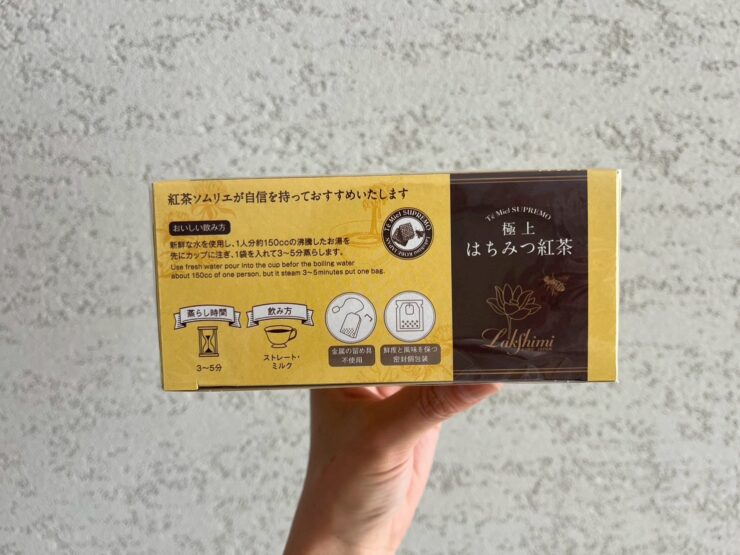 紅茶ソムリエが自信を持っておすすめいたします
おいしい飲み方
新鮮な水を使用し、1人分約150ccの沸騰したお湯を
先にカップに注ぎ、1袋を入れて3〜5分蒸らします。
Use fresh water pour into the cup befor the boiling water
about 150cc of one person, but it steam 3~5minutes put one bag.
Té Miel SUPREMO
蒸らし時間
3〜5分
飲み方
ストレート・
ミルク
金属の留め具
不使用
鮮度と風味を保つ
密封個包装
Té Miel SUPREMO
極上
はちみつ紅茶
Lakshimi